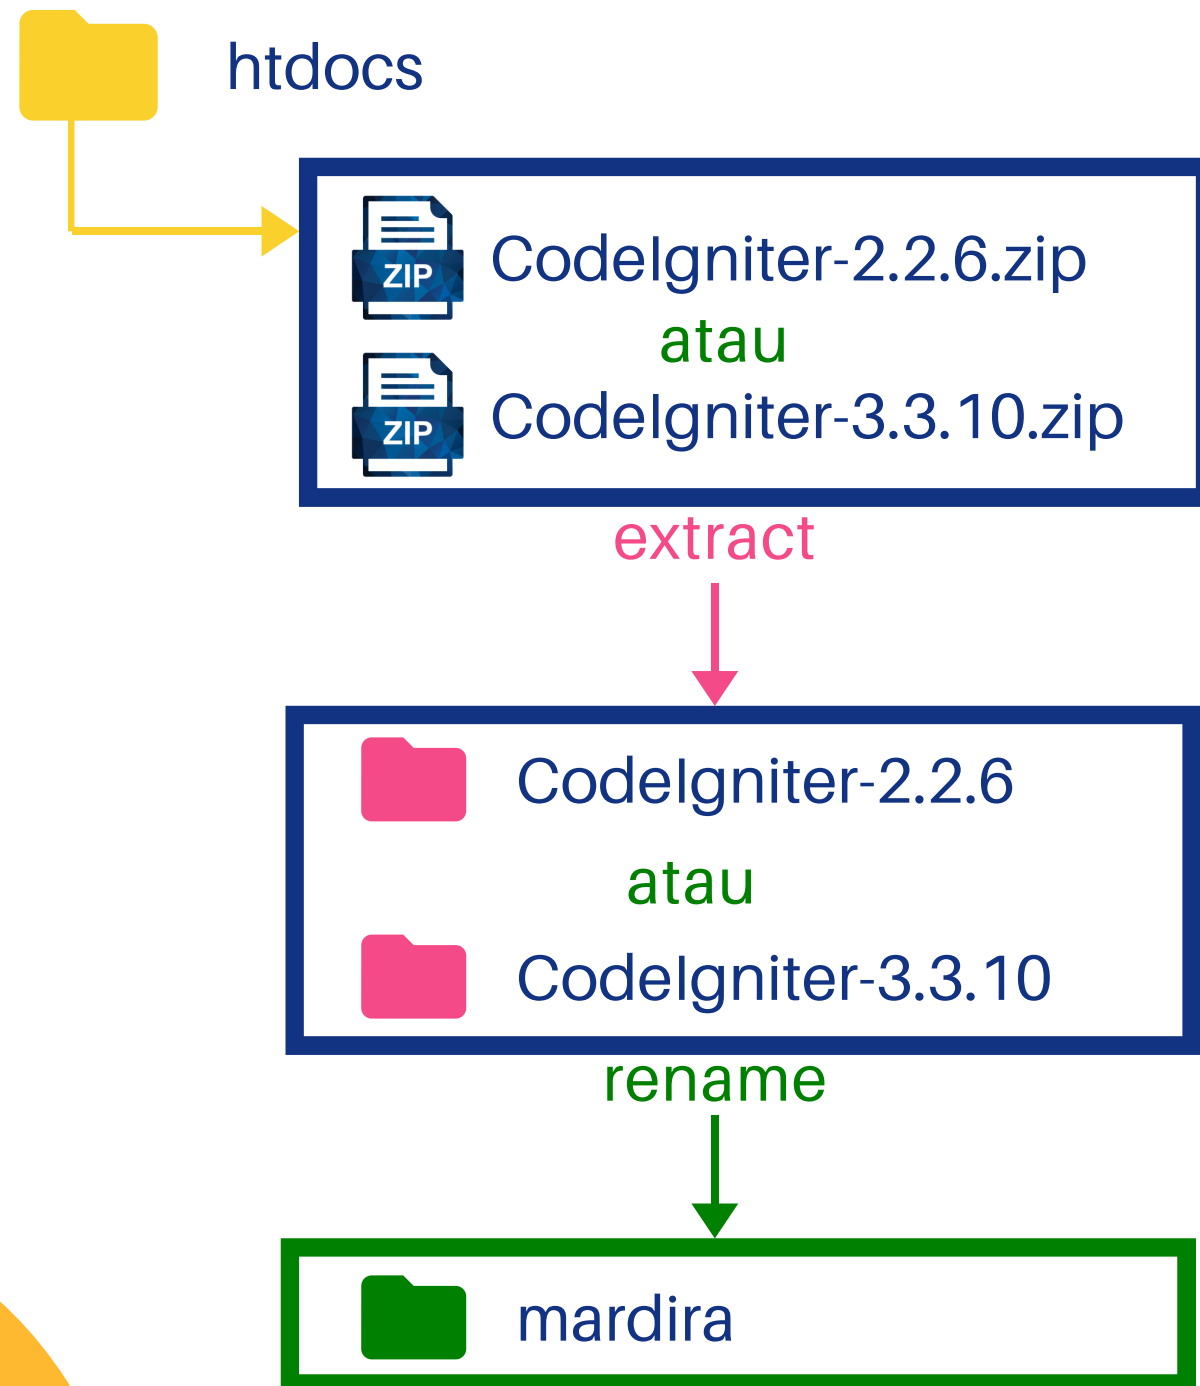 htdocs
ZIP
CodeIgniter-2.2.6.zip
atau
ZIP
CodeIgniter-3.3.10.zip
extract
CodeIgniter-2.2.6
atau
CodeIgniter-3.3.10
rename
mardira